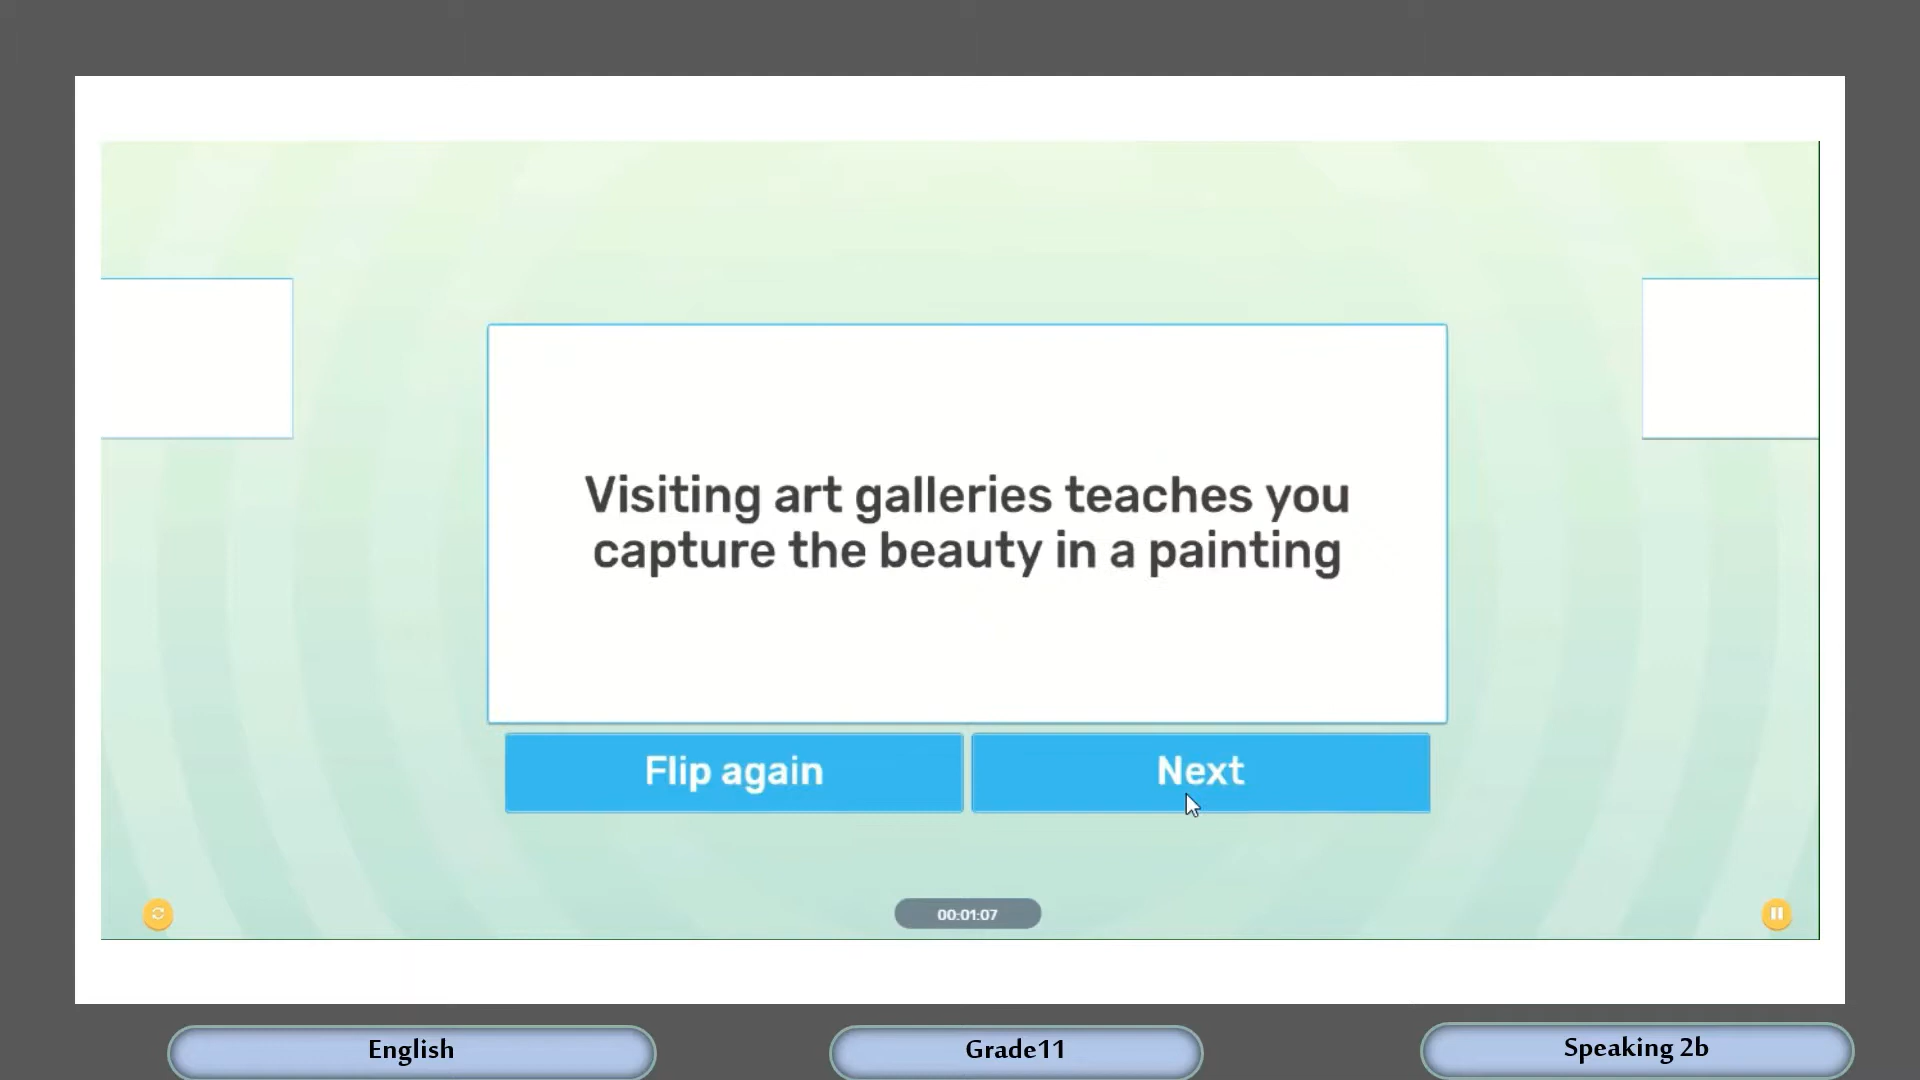 Visiting art galleries teaches you
capture the beauty in a painting
Flip again
Next
00:01:07
English
Grade11
Speaking 2b